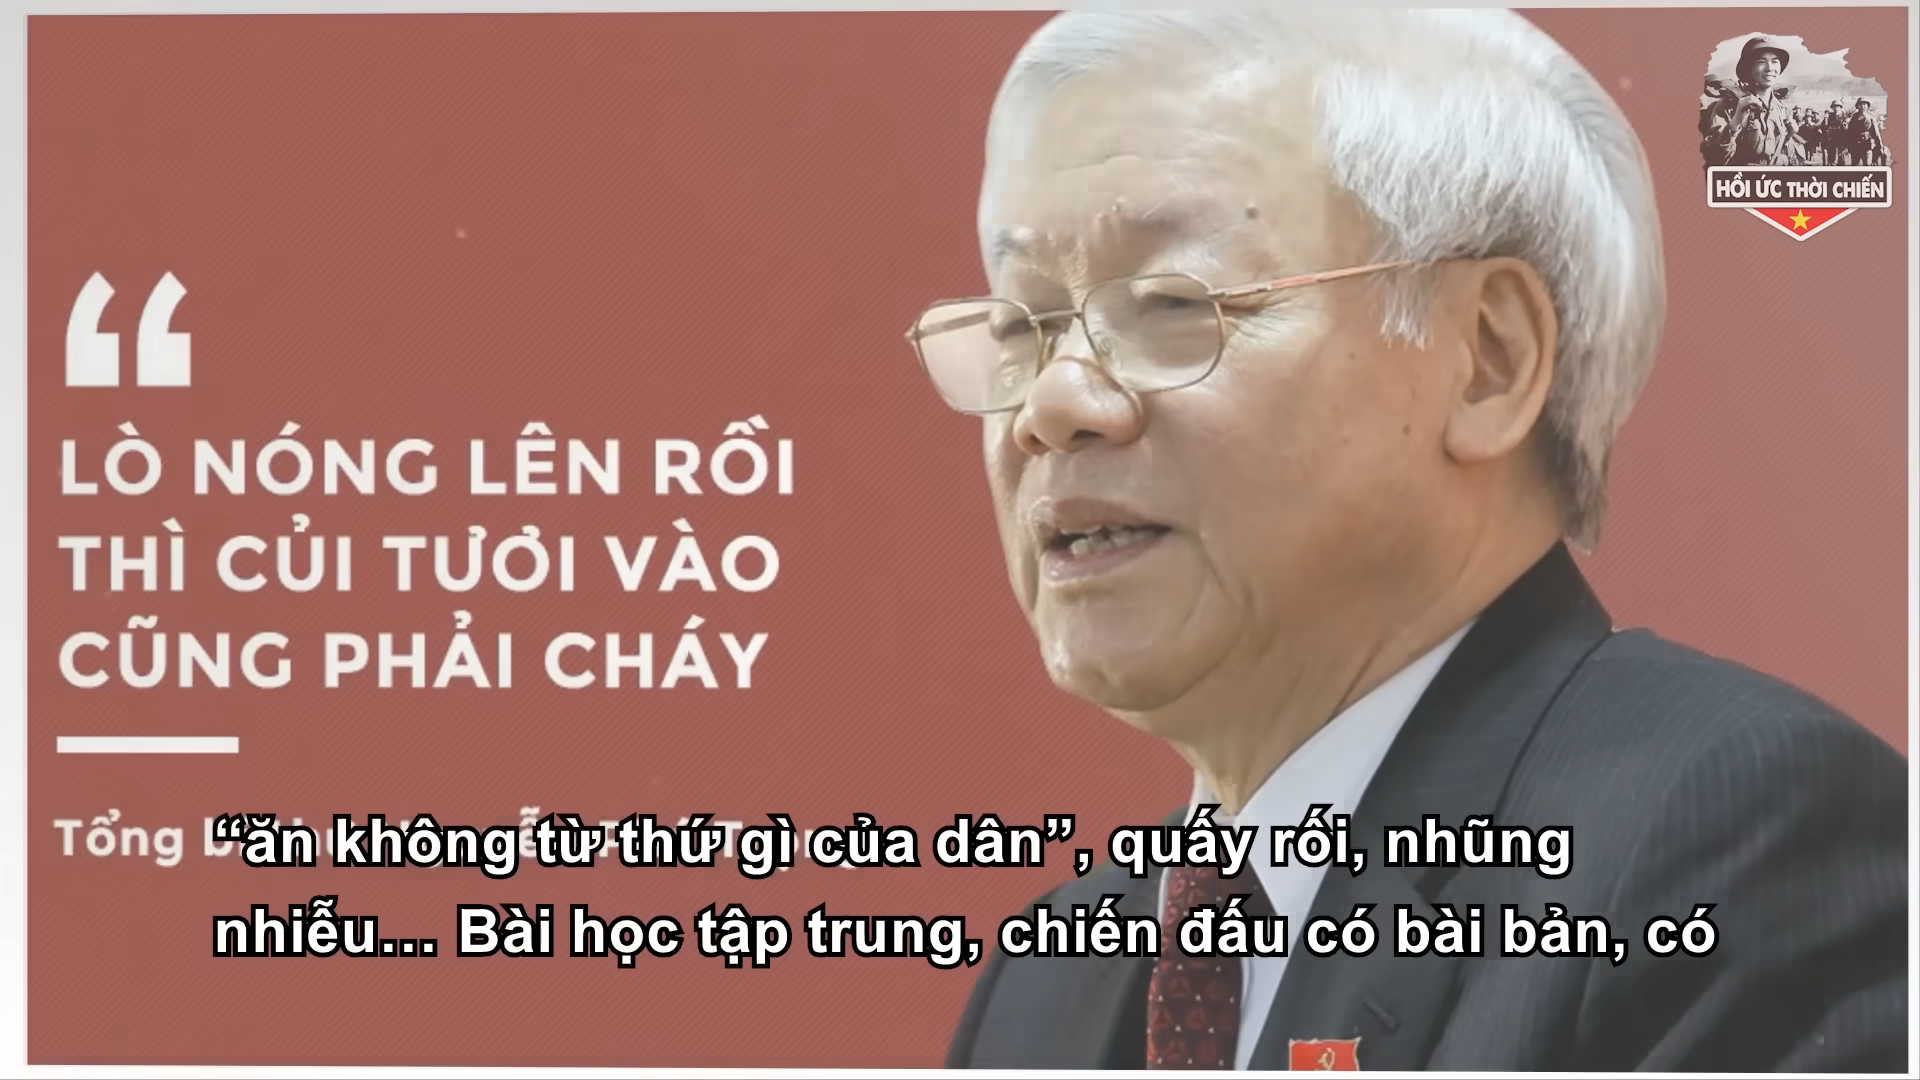 HỒI ỨC THỜI CHIẾN
“
LÒ NÓNG LÊN RỒI
THÌ CỦI TƯƠI VÀO
CŨNG PHẢI CHÁY
Tổng
“ăn không từ thứ gì của dân”, quấy rối, nhũng
nhiễu... Bài học tập trung, chiến đấu có bài bản, có